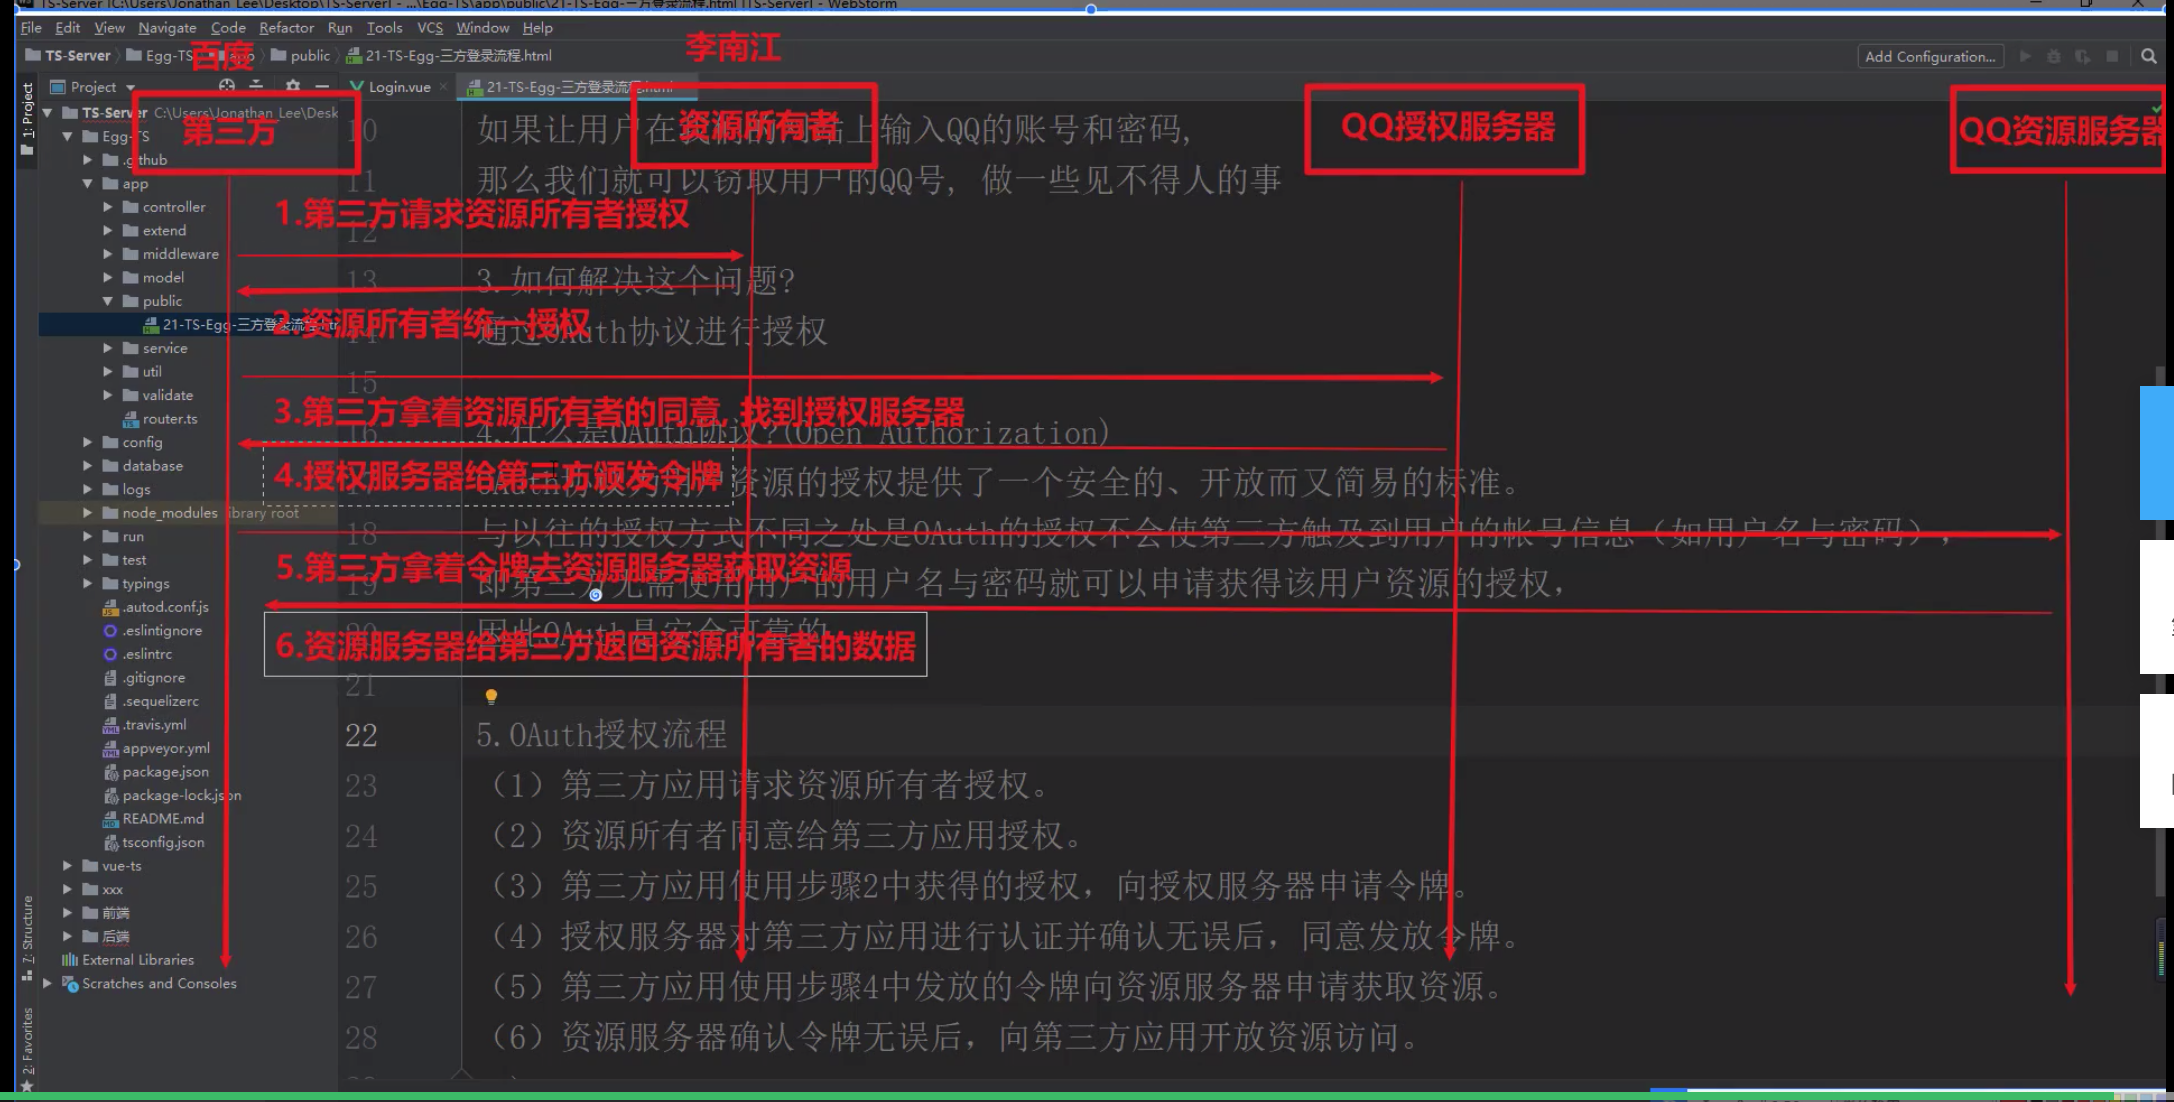 TS-Server [C:\Users\Jonathan Lee\Desktop\TS-Server] - ...\Egg-TS\app\public\21-TS-Egg-三方登录流程.html [TS-Server] - WebStorm
File Edit View Navigate Code Refactor Run Tools VCS Window Help
TS-Server Egg-TS app public 21-TS-Egg-三方登录流程.html
Add Configuration...
百度
李南江
1: Project
Project
Login.vue
21-TS-Egg-三方登录流程.html
第三方
资源所有者
QQ授权服务器
QQ资源服务器
TS-Server C:\Users\Jonathan Lee\Desk
Egg-TS
.github
app
controller
extend
middleware
model
public
21-TS-Egg-三方登录流程.htm
service
util
validate
router.ts
config
database
logs
node_modules library root
run
test
typings
.autod.conf.js
.eslintignore
.eslintrc
.gitignore
.sequelizerc
.travis.yml
appveyor.yml
package.json
package-lock.json
README.md
tsconfig.json
vue-ts
xxx
前端
后端
External Libraries
Scratches and Consoles
7: Structure
2: Favorites
10 如果让用户在我们的网站上输入QQ的账号和密码,
11 那么我们就可以窃取用户的QQ号, 做一些见不得人的事
12
13 3.如何解决这个问题?
14 通过OAuth协议进行授权
15
16 4.什么是OAuth协议?(Open Authorization)
17 OAuth协议为用户资源的授权提供了一个安全的、开放而又简易的标准。
18 与以往的授权方式不同之处是OAuth的授权不会使第三方触及到用户的帐号信息（如用户名与密码），
19 即第三方无需使用用户的用户名与密码就可以申请获得该用户资源的授权，
20 因此OAuth是安全可靠的
21
22 5.OAuth授权流程
23 （1）第三方应用请求资源所有者授权。
24 （2）资源所有者同意给第三方应用授权。
25 （3）第三方应用使用步骤2中获得的授权，向授权服务器申请令牌。
26 （4）授权服务器对第三方应用进行认证并确认无误后，同意发放令牌。
27 （5）第三方应用使用步骤4中发放的令牌向资源服务器申请获取资源。
28 （6）资源服务器确认令牌无误后，向第三方应用开放资源访问。
1.第三方请求资源所有者授权
2.资源所有者统一授权
3.第三方拿着资源所有者的同意, 找到授权服务器
4.授权服务器给第三方颁发令牌
5.第三方拿着令牌去资源服务器获取资源
6.资源服务器给第三方返回资源所有者的数据